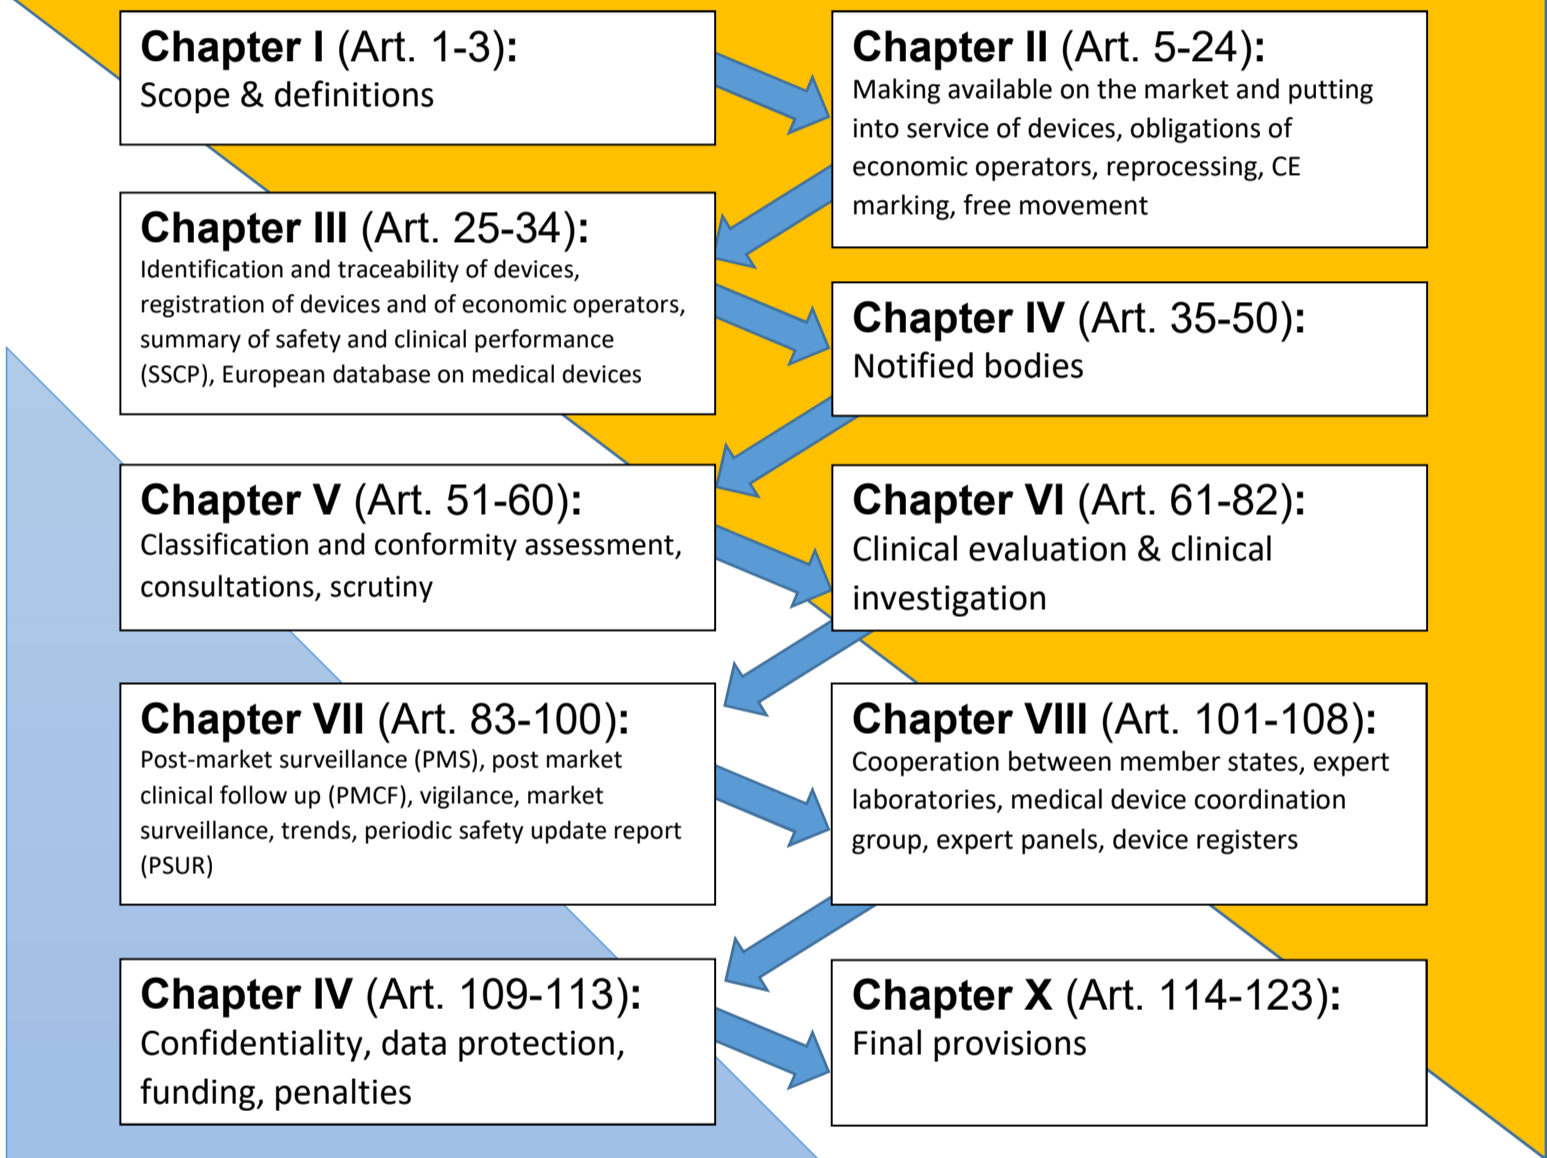 Chapter I (Art. 1-3):
Scope & definitions
Chapter II (Art. 5-24):
Making available on the market and putting
into service of devices, obligations of
economic operators, reprocessing, CE
marking, free movement
Chapter III (Art. 25-34):
Identification and traceability of devices,
registration of devices and of economic operators,
summary of safety and clinical performance
(SSCP), European database on medical devices
Chapter IV (Art. 35-50):
Notified bodies
Chapter V (Art. 51-60):
Classification and conformity assessment,
consultations, scrutiny
Chapter VI (Art. 61-82):
Clinical evaluation & clinical
investigation
Chapter VII (Art. 83-100):
Post-market surveillance (PMS), post market
clinical follow up (PMCF), vigilance, market
surveillance, trends, periodic safety update report
(PSUR)
Chapter VIII (Art. 101-108):
Cooperation between member states, expert
laboratories, medical device coordination
group, expert panels, device registers
Chapter IV (Art. 109-113):
Confidentiality, data protection,
funding, penalties
Chapter X (Art. 114-123):
Final provisions